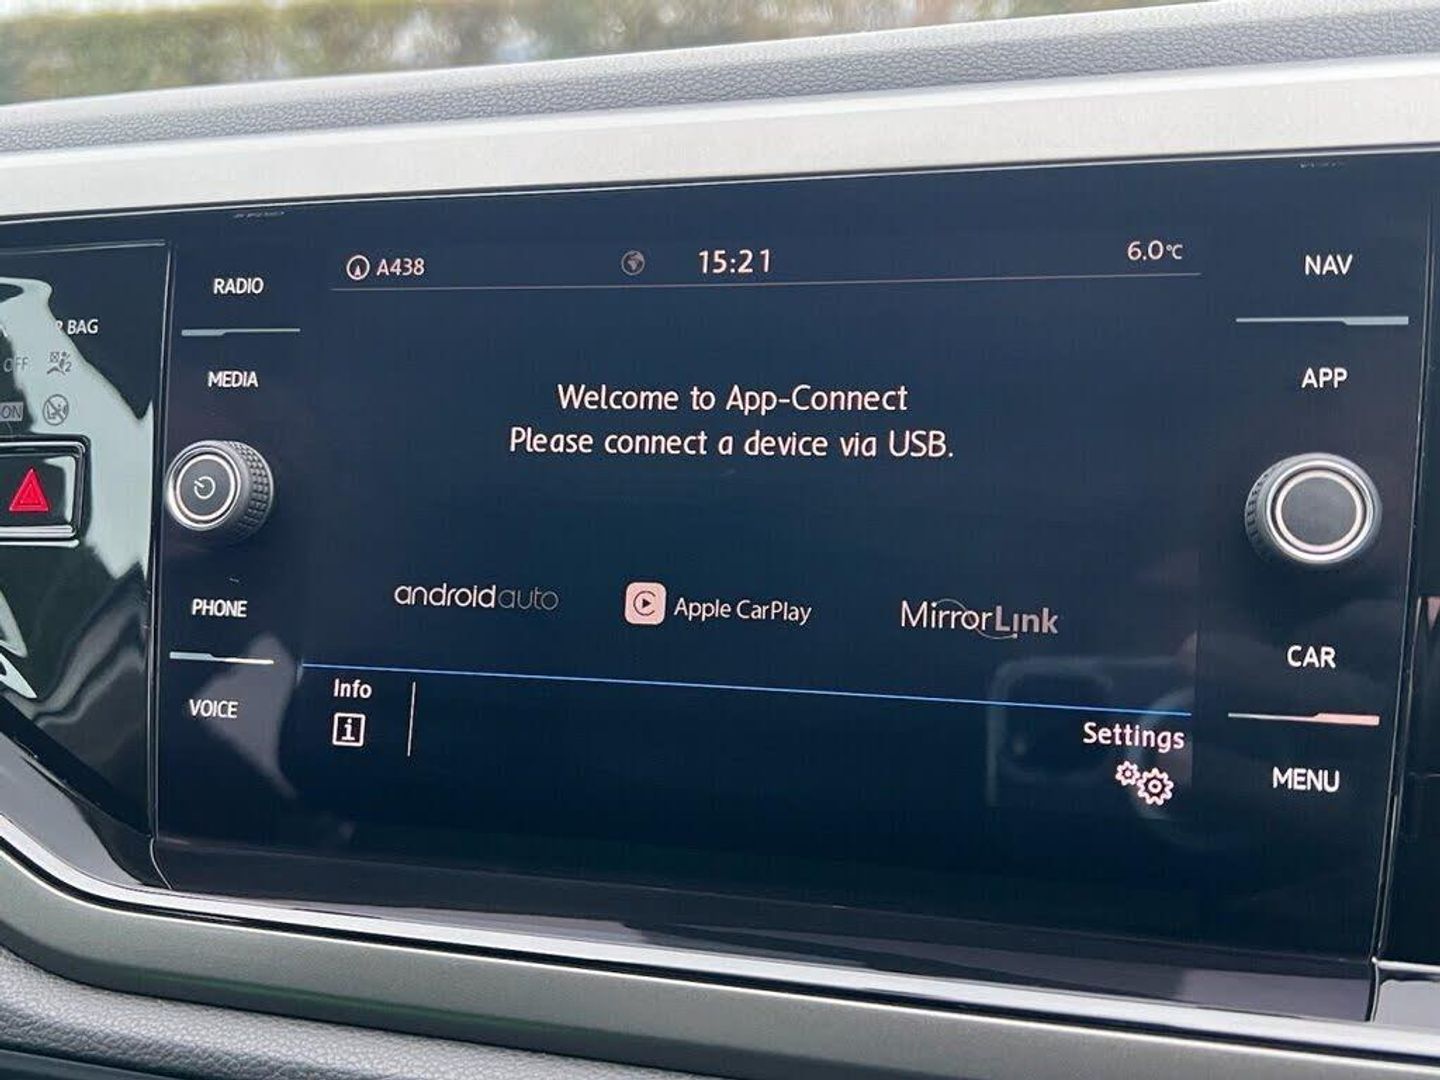 RADIO
MEDIA
PHONE
VOICE
A438
15:21
6.0°C
Welcome to App-Connect
Please connect a device via USB.
androidauto
Apple CarPlay
MirrorLink
Info
i
Settings
NAV
APP
CAR
MENU
BAG
OFF
2
ON